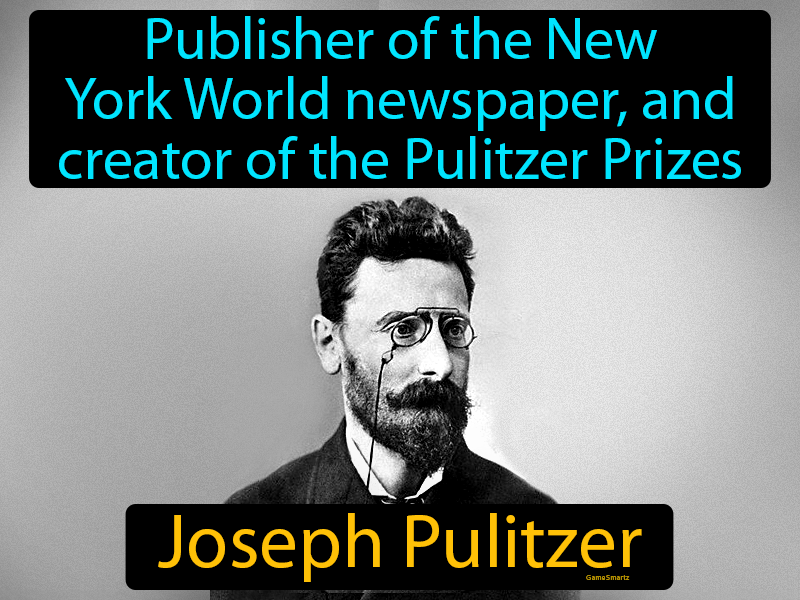 Publisher of the New
York World newspaper, and
creator of the Pulitzer Prizes
Joseph Pulitzer
GameSmartz